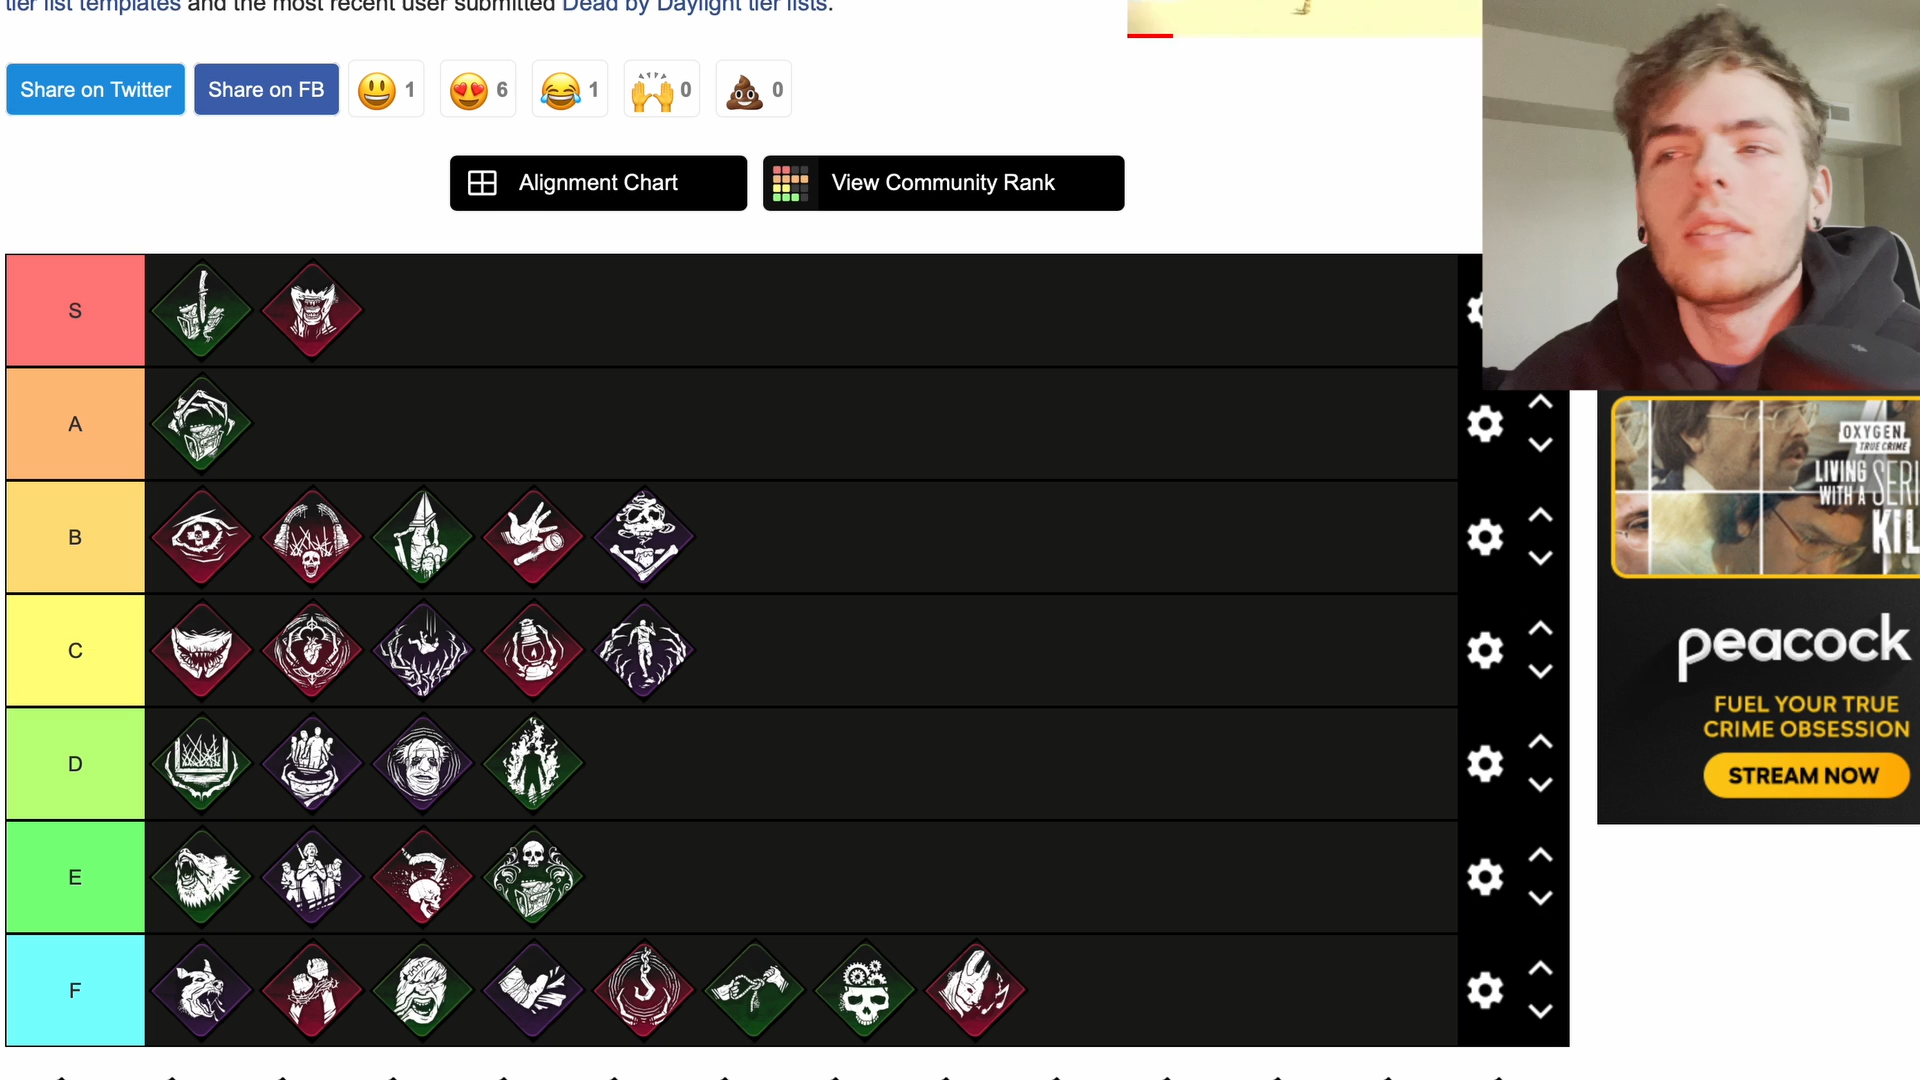 tier list templates and the most recent user submitted Dead by Daylight tier lists.
Share on Twitter
Share on FB
1
6
1
0
0
Alignment Chart
View Community Rank
S
A
B
C
D
E
F
OXYGEN
TRUE CRIME
LIVING
WITH A SERI
KIL
peacock
FUEL YOUR TRUE
CRIME OBSESSION
STREAM NOW